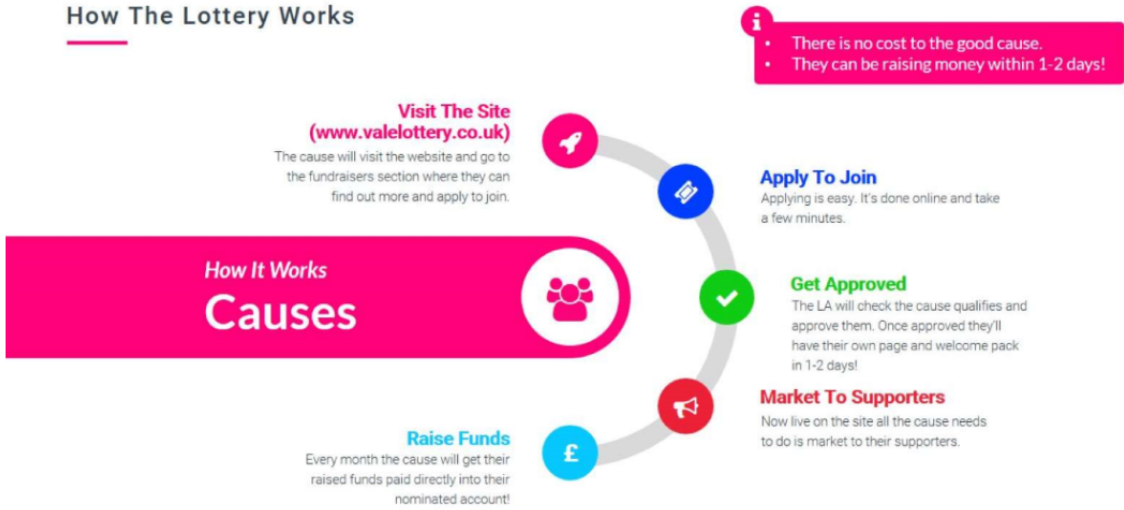 How The Lottery Works
i
• There is no cost to the good cause.
• They can be raising money within 1-2 days!
Visit The Site
(www.valelottery.co.uk)
The cause will visit the website and go to
the fundraisers section where they can
find out more and apply to join.
Apply To Join
Applying is easy. It's done online and take
a few minutes.
How It Works
Causes
Get Approved
The LA will check the cause qualifies and
approve them. Once approved they'll
have their own page and welcome pack
in 1-2 days!
Market To Supporters
Now live on the site all the cause needs
to do is market to their supporters.
Raise Funds
Every month the cause will get their
raised funds paid directly into their
nominated account!
£